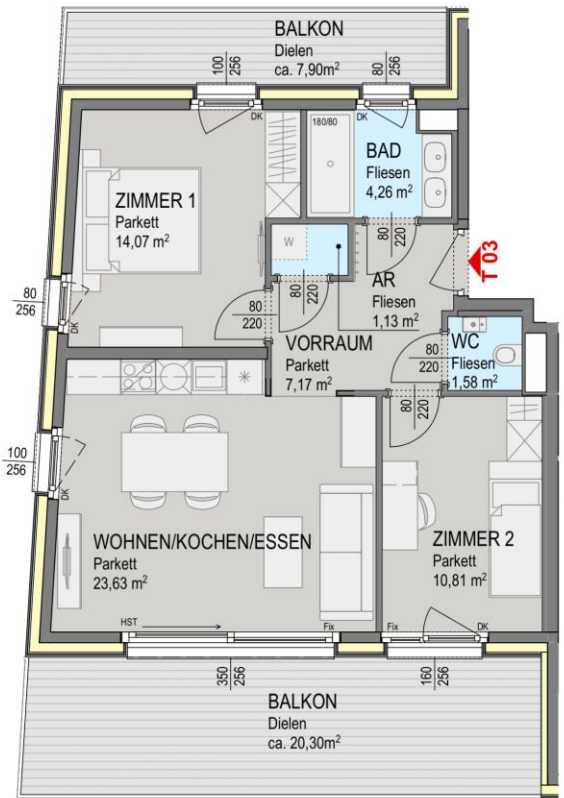 BALKON
Dielen
ca. 7,90m²
100
256
80
256
DK
DK
180/80
BAD
Fliesen
4,26 m²
ZIMMER 1
Parkett
14,07 m²
W
80
220
80
220
80
220
AR
Fliesen
1,13 m²
T 03
80
256
DK
VORRAUM
Parkett
7,17 m²
80
220
WC
Fliesen
1,58 m²
80
220
100
256
DK
WOHNEN/KOCHEN/ESSEN
Parkett
23,63 m²
ZIMMER 2
Parkett
10,81 m²
HST
Fix
Fix
DK
350
256
160
256
BALKON
Dielen
ca. 20,30m²